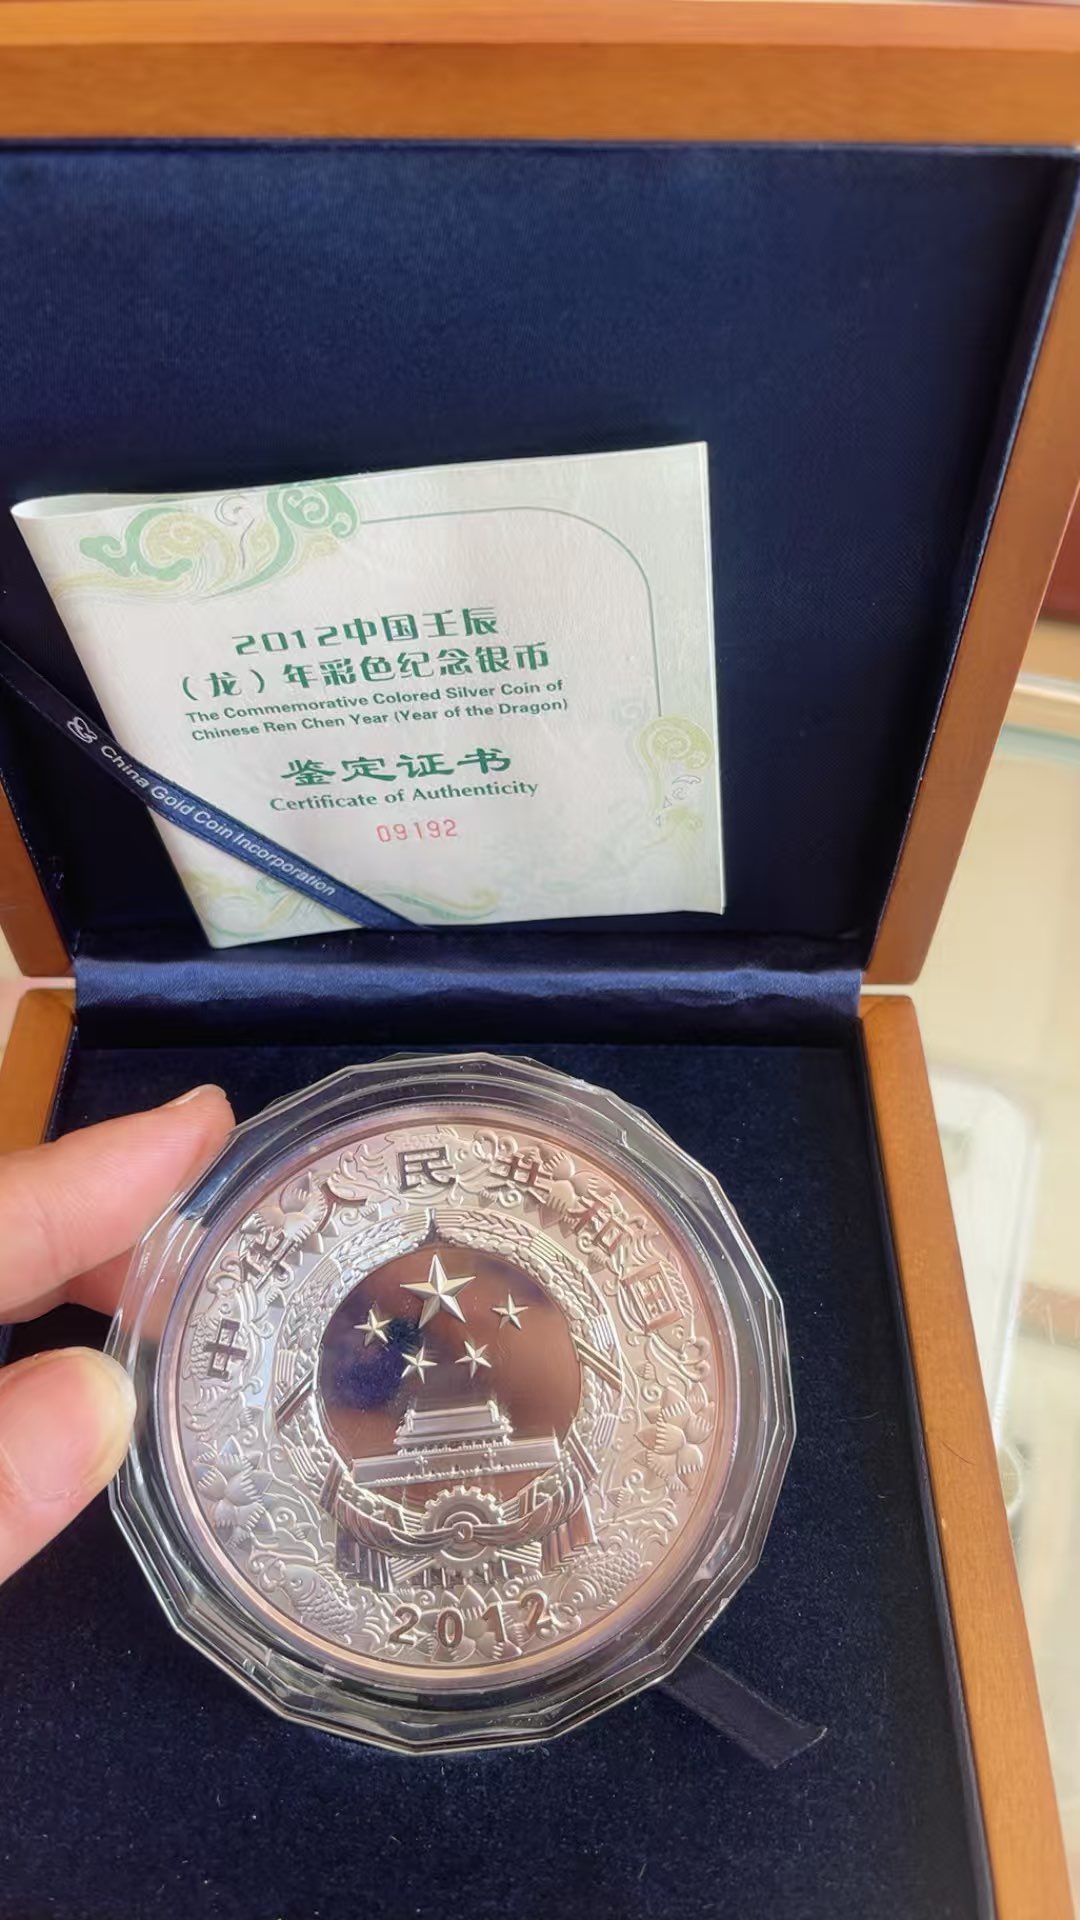 2012中国壬辰
（龙）年彩色纪念银币
The Commemorative Colored Silver Coin of
Chinese Ren Chen Year (Year of the Dragon)
鉴定证书
Certificate of Authenticity
09192
China Gold Coin Incorporation
中华人民共和国
2012